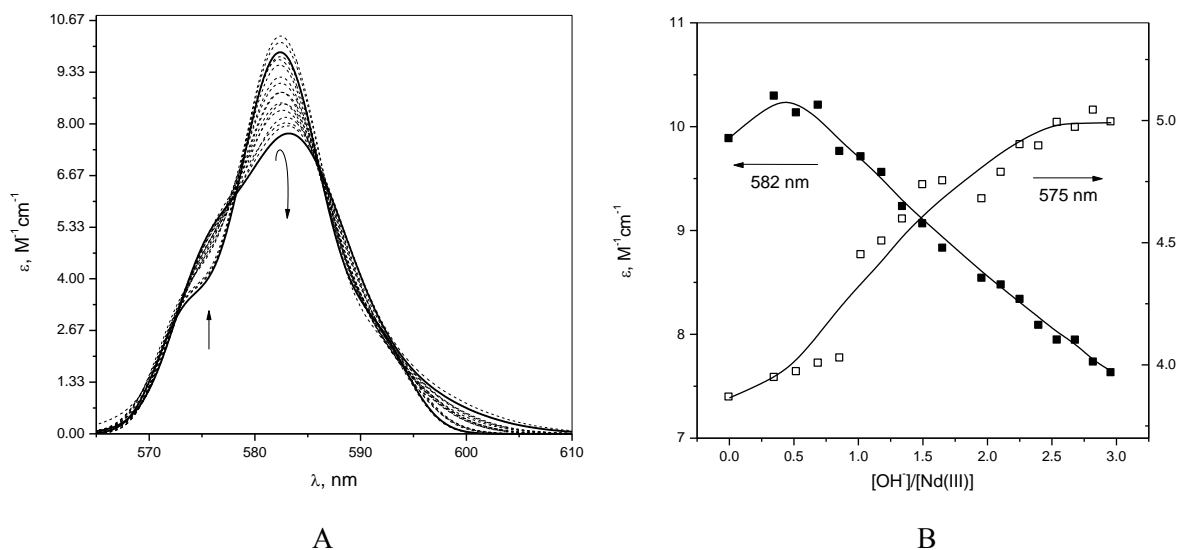 10.67
9.33
8.00
6.67
5.33
4.00
2.67
1.33
0.00
ε, M⁻¹cm⁻¹
570 580 590 600 610
λ, nm
A
11
10
9
8
7
ε, M⁻¹cm⁻¹
582 nm
575 nm
5.0
4.5
4.0
0.0 0.5 1.0 1.5 2.0 2.5 3.0
[OH⁻]/[Nd(III)]
B